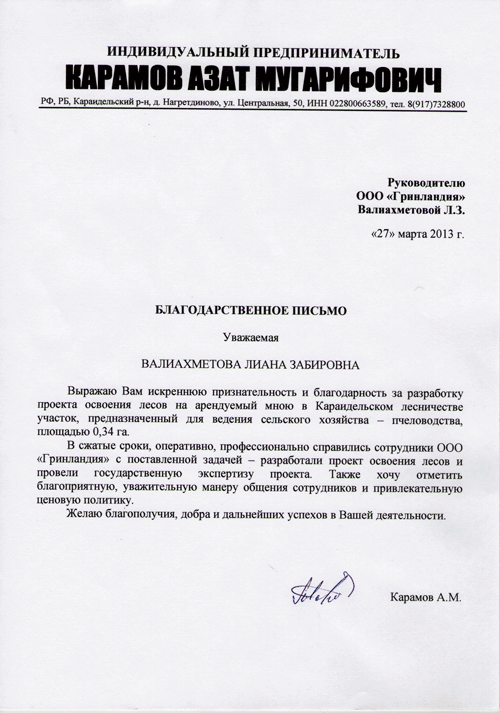 ИНДИВИДУАЛЬНЫЙ ПРЕДПРИНИМАТЕЛЬ
КАРАМОВ АЗАТ МУГАРИФОВИЧ
РФ, РБ, Караидельский р-н, д. Нагретдиново, ул. Центральная, 50, ИНН 022800663589, тел. 8(917)7328800
Руководителю
ООО «Гринландия»
Валиахметовой Л.З.
«27» марта 2013 г.
БЛАГОДАРСТВЕННОЕ ПИСЬМО
Уважаемая
ВАЛИАХМЕТОВА ЛИАНА ЗАБИРОВНА
Выражаю Вам искреннюю признательность и благодарность за разработку
проекта освоения лесов на арендуемый мною в Караидельском лесничестве
участок, предназначенный для ведения сельского хозяйства – пчеловодства,
площадью 0,34 га.
В сжатые сроки, оперативно, профессионально справились сотрудники ООО
«Гринландия» с поставленной задачей – разработали проект освоения лесов и
провели государственную экспертизу проекта. Также хочу отметить
благоприятную, уважительную манеру общения сотрудников и привлекательную
ценовую политику.
Желаю благополучия, добра и дальнейших успехов в Вашей деятельности.
Карамов А.М.